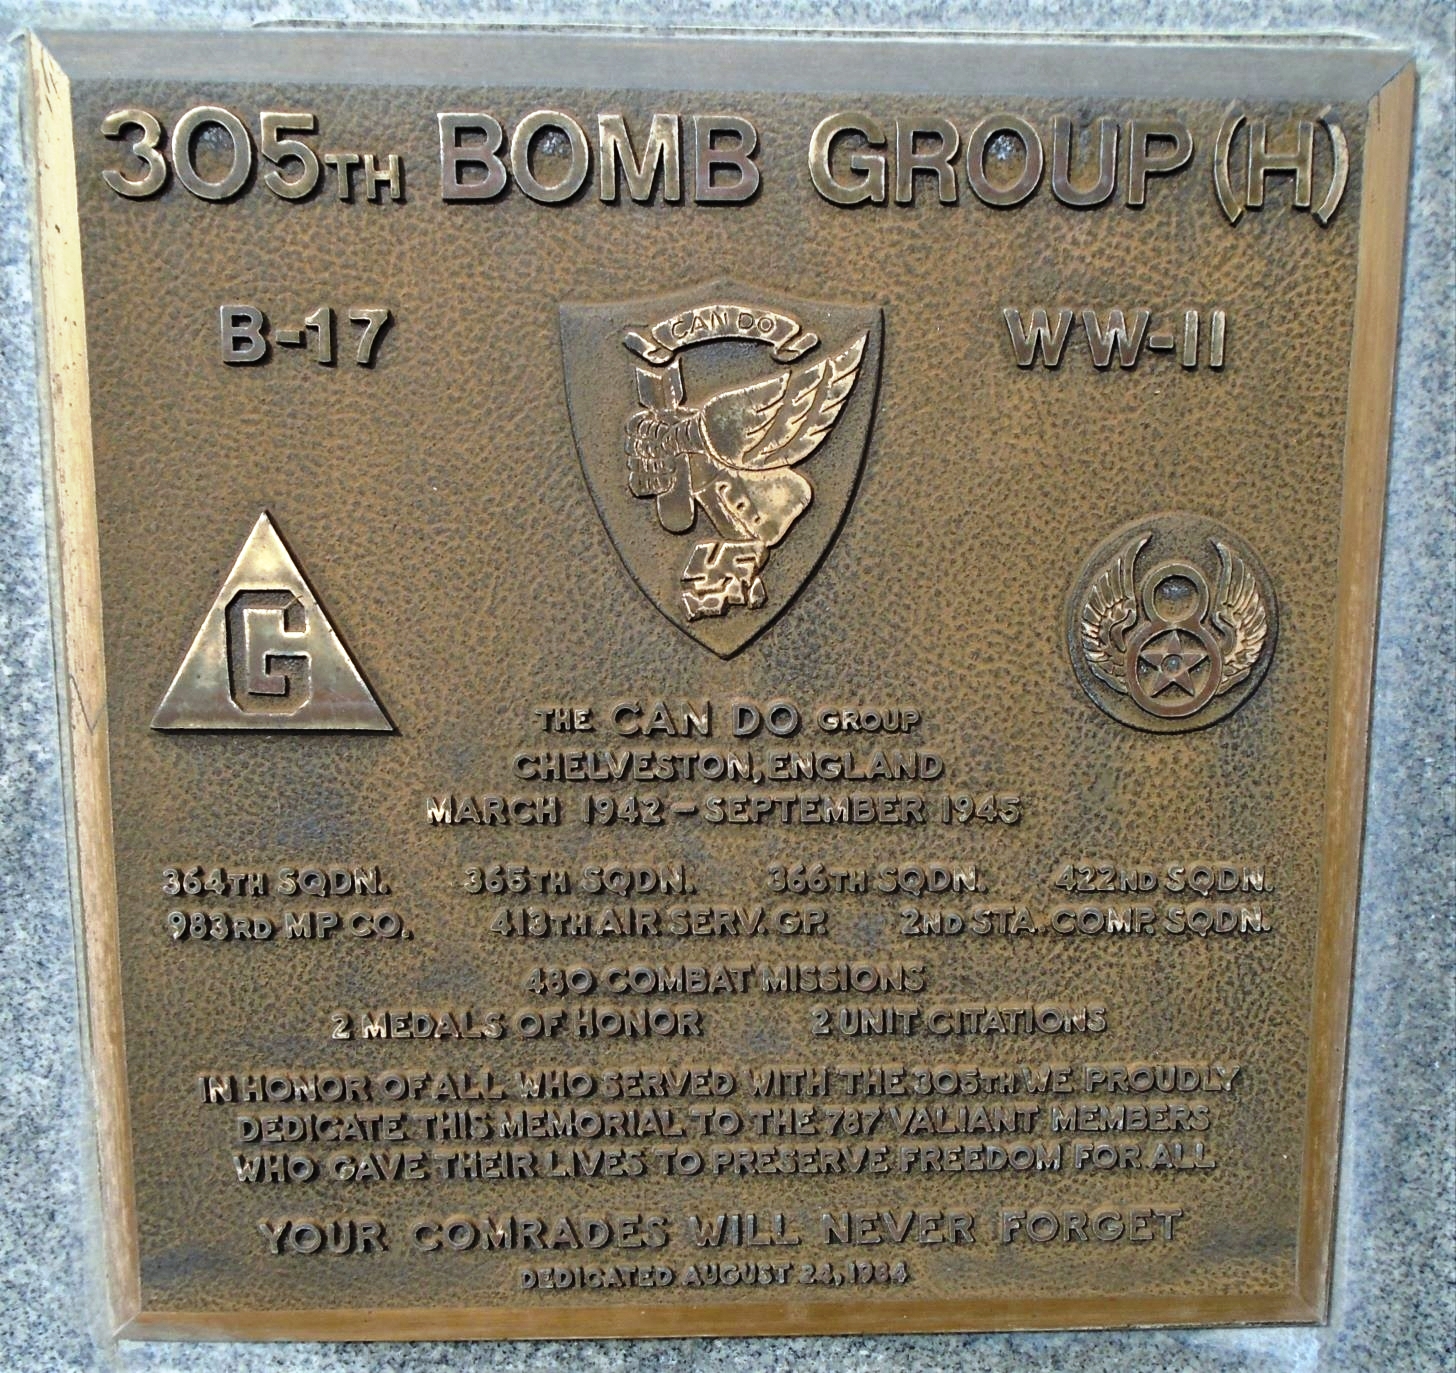 305TH BOMB GROUP (H)
B-17
CAN DO
WW-II
G
8
THE CAN DO GROUP
CHELVESTON, ENGLAND
MARCH 1942 - SEPTEMBER 1945
364TH SQDN. 365TH SQDN. 366TH SQDN. 422ND SQDN.
983RD MP CO. 413TH AIR SERV. GP. 2ND STA. COMP. SQDN.
480 COMBAT MISSIONS
2 MEDALS OF HONOR 2 UNIT CITATIONS
IN HONOR OF ALL WHO SERVED WITH THE 305TH WE PROUDLY
DEDICATE THIS MEMORIAL TO THE 787 VALIANT MEMBERS
WHO GAVE THEIR LIVES TO PRESERVE FREEDOM FOR ALL
YOUR COMRADES WILL NEVER FORGET
DEDICATED AUGUST 24, 1984